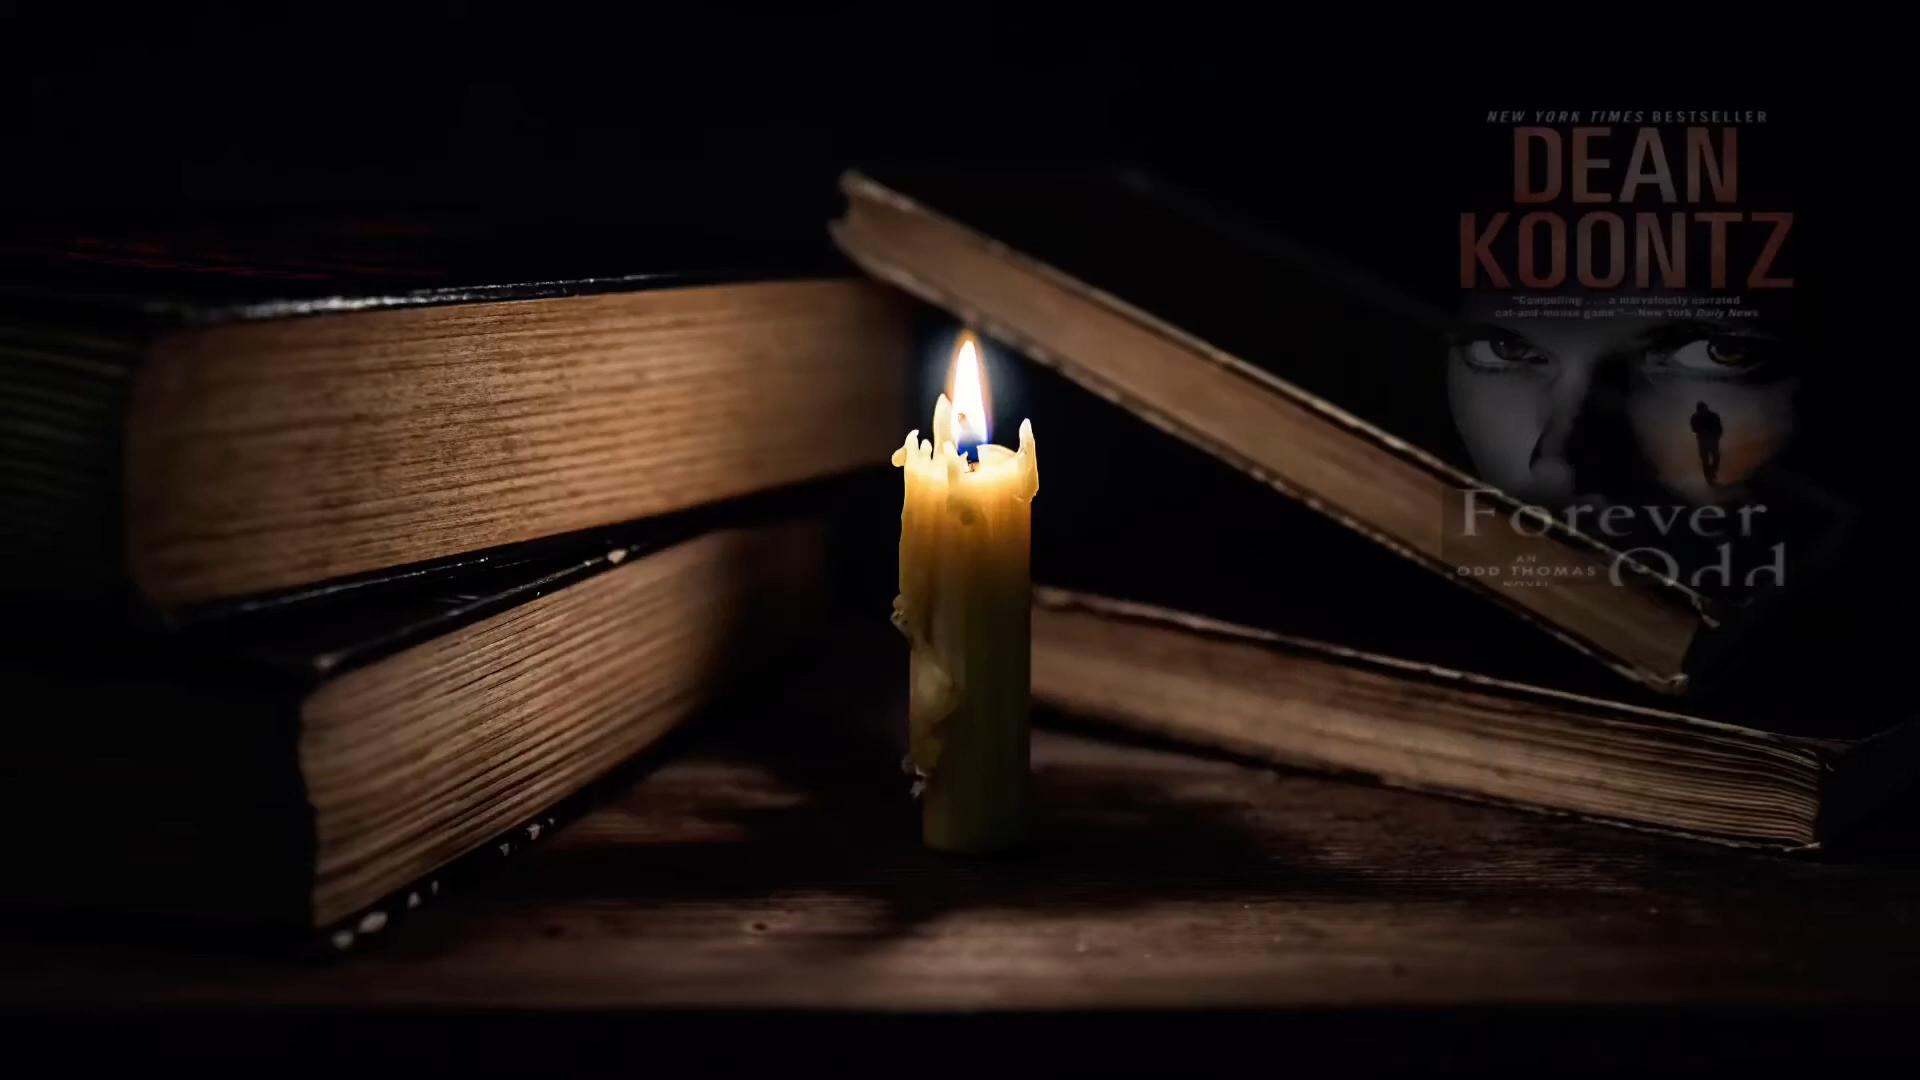 NEW YORK TIMES BESTSELLER
DEAN
KOONTZ
"Compelling . . . a marvelously narrated
cat-and-mouse game."—New York Daily News
Forever
AN
ODD THOMAS
NOVEL
Odd